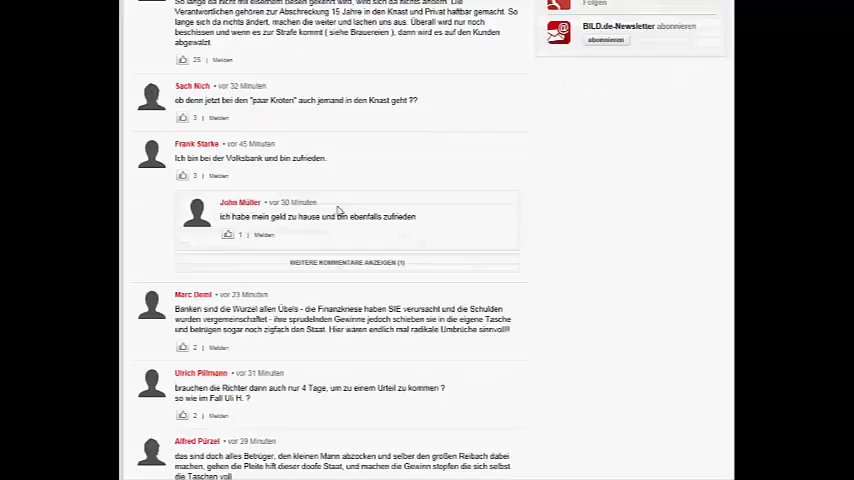 So lange da nicht mit eisernem Besen gekehrt wird, wird sich da nichts ändern. Die
Verantwortlichen gehören zur Abschreckung 15 Jahre in den Knast und Privat haftbar gemacht. So
lange sich da nichts ändert, machen die weiter und lachen uns aus. Überall wird nur noch
beschissen und wenn es zur Strafe kommt ( siehe Brauereien ), dann wird es auf den Kunden
abgewälzt.
25 | Melden
Folgen
BILD.de-Newsletter abonnieren
abonnieren
Sach Nich • vor 32 Minuten
ob denn jetzt bei den "paar Kroten" auch jemand in den Knast geht ??
3 | Melden
Frank Starke • vor 45 Minuten
Ich bin bei der Volksbank und bin zufrieden.
3 | Melden
John Müller • vor 30 Minuten
ich habe mein geld zu hause und bin ebenfalls zufrieden
1 | Melden
WEITERE KOMMENTARE ANZEIGEN (1)
Marc Deml • vor 23 Minuten
Banken sind die Wurzel allen Übels - die Finanzkriese haben SIE verursacht und die Schulden
wurden vergemeinschaftet - ihre sprudelnden Gewinne jedoch schieben sie in die eigene Tasche
und betrügen sogar noch zigfach den Staat. Hier wären endlich mal radikale Umbrüche sinnvoll!!!
2 | Melden
Ulrich Pillmann • vor 31 Minuten
brauchen die Richter dann auch nur 4 Tage, um zu einem Urteil zu kommen ?
so wie im Fall Uli H. ?
2 | Melden
Alfred Pürzel • vor 39 Minuten
das sind doch alles Betrüger, den kleinen Mann abzocken und selber den großen Reibach dabei
machen, gehen die Pleite hilft dieser doofe Staat, und machen die Gewinn stopfen die sich selbst
die Taschen voll